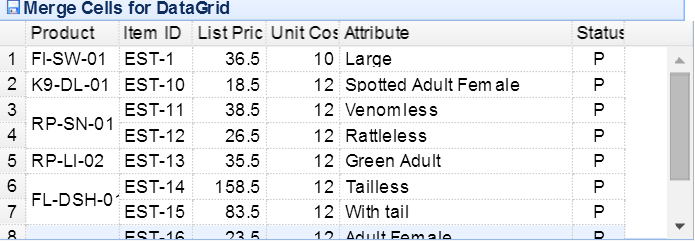 Merge Cells for DataGrid
Product Item ID List Pric Unit Cos Attribute Status
1 FI-SW-01 EST-1 36.5 10 Large P
2 K9-DL-01 EST-10 18.5 12 Spotted Adult Female P
3 RP-SN-01 EST-11 38.5 12 Venomless P
4 EST-12 26.5 12 Rattleless P
5 RP-LI-02 EST-13 35.5 12 Green Adult P
6 FL-DSH-01 EST-14 158.5 12 Tailless P
7 EST-15 83.5 12 With tail P
8 EST-16 23.5 12 Adult Female P